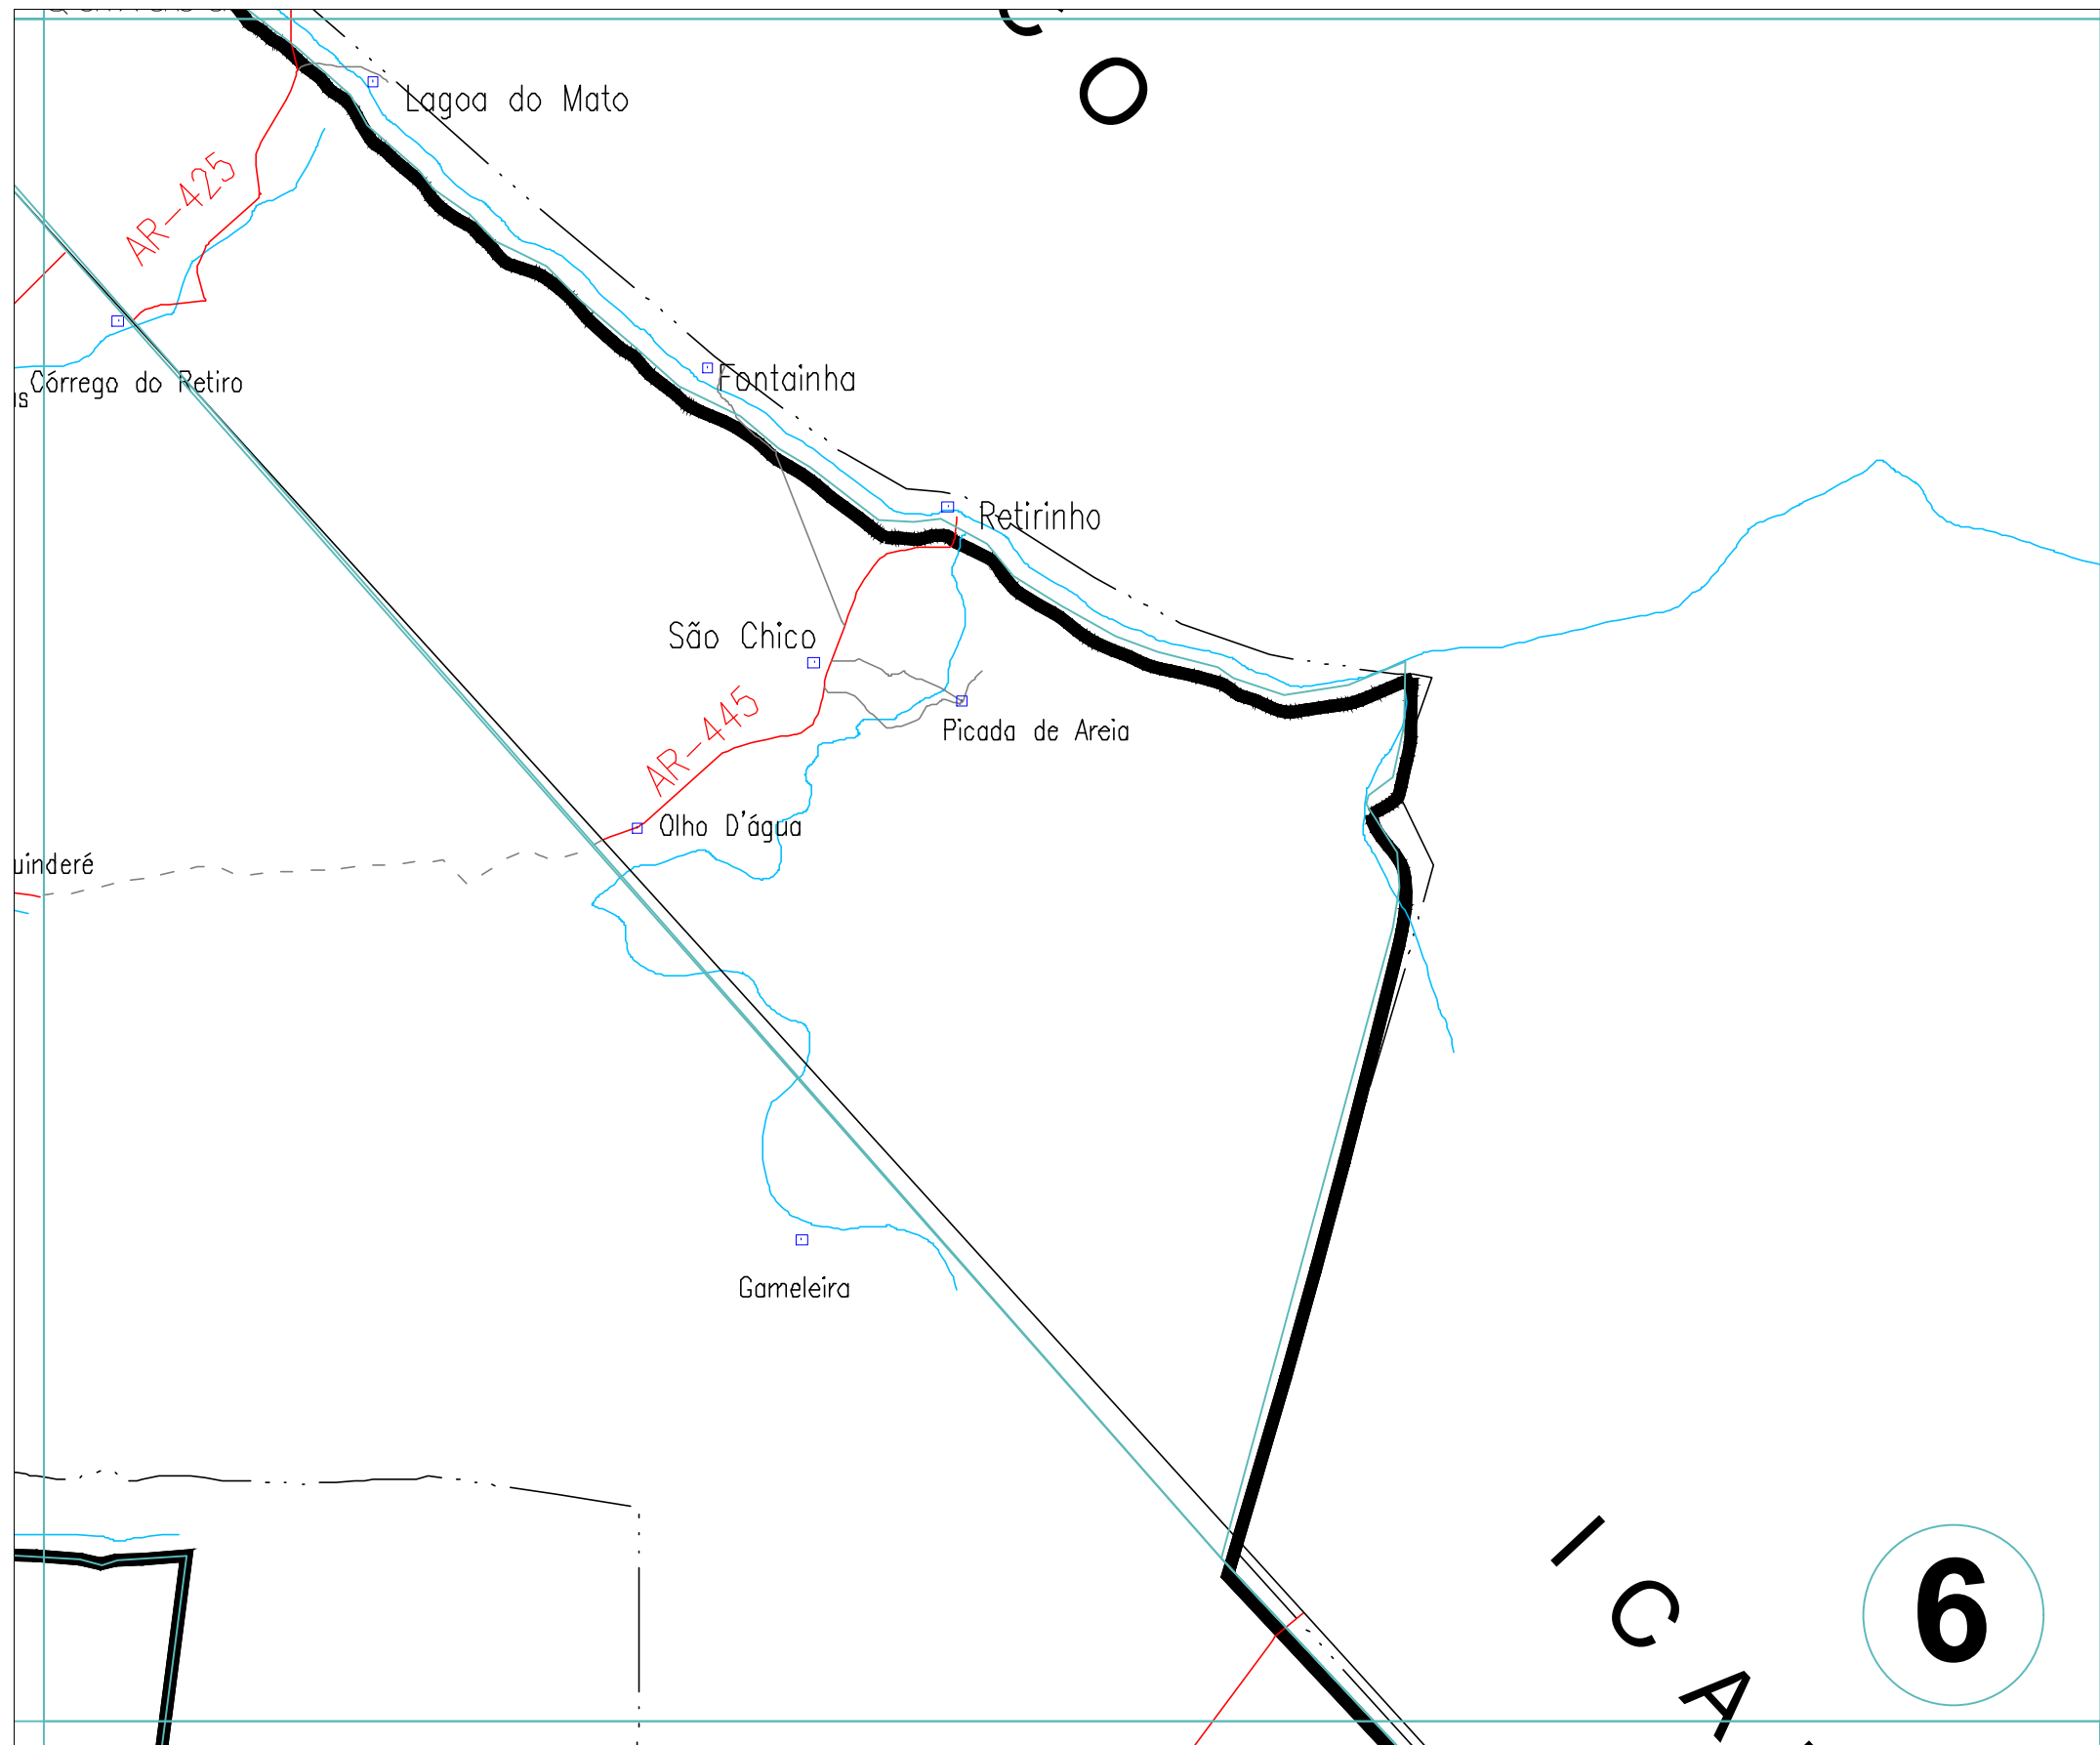 O
Lagoa do Mato
AR-425
Fontainha
Córrego do Retiro
Retirinho
São Chico
AR-445
Picada de Areia
Olho D'água
uinderé
Gameleira
I C A
6